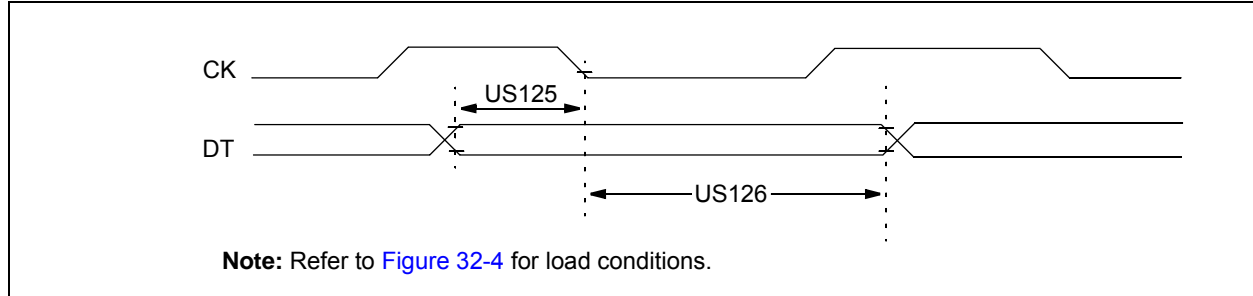 CK
US125
DT
US126
Note: Refer to Figure 32-4 for load conditions.